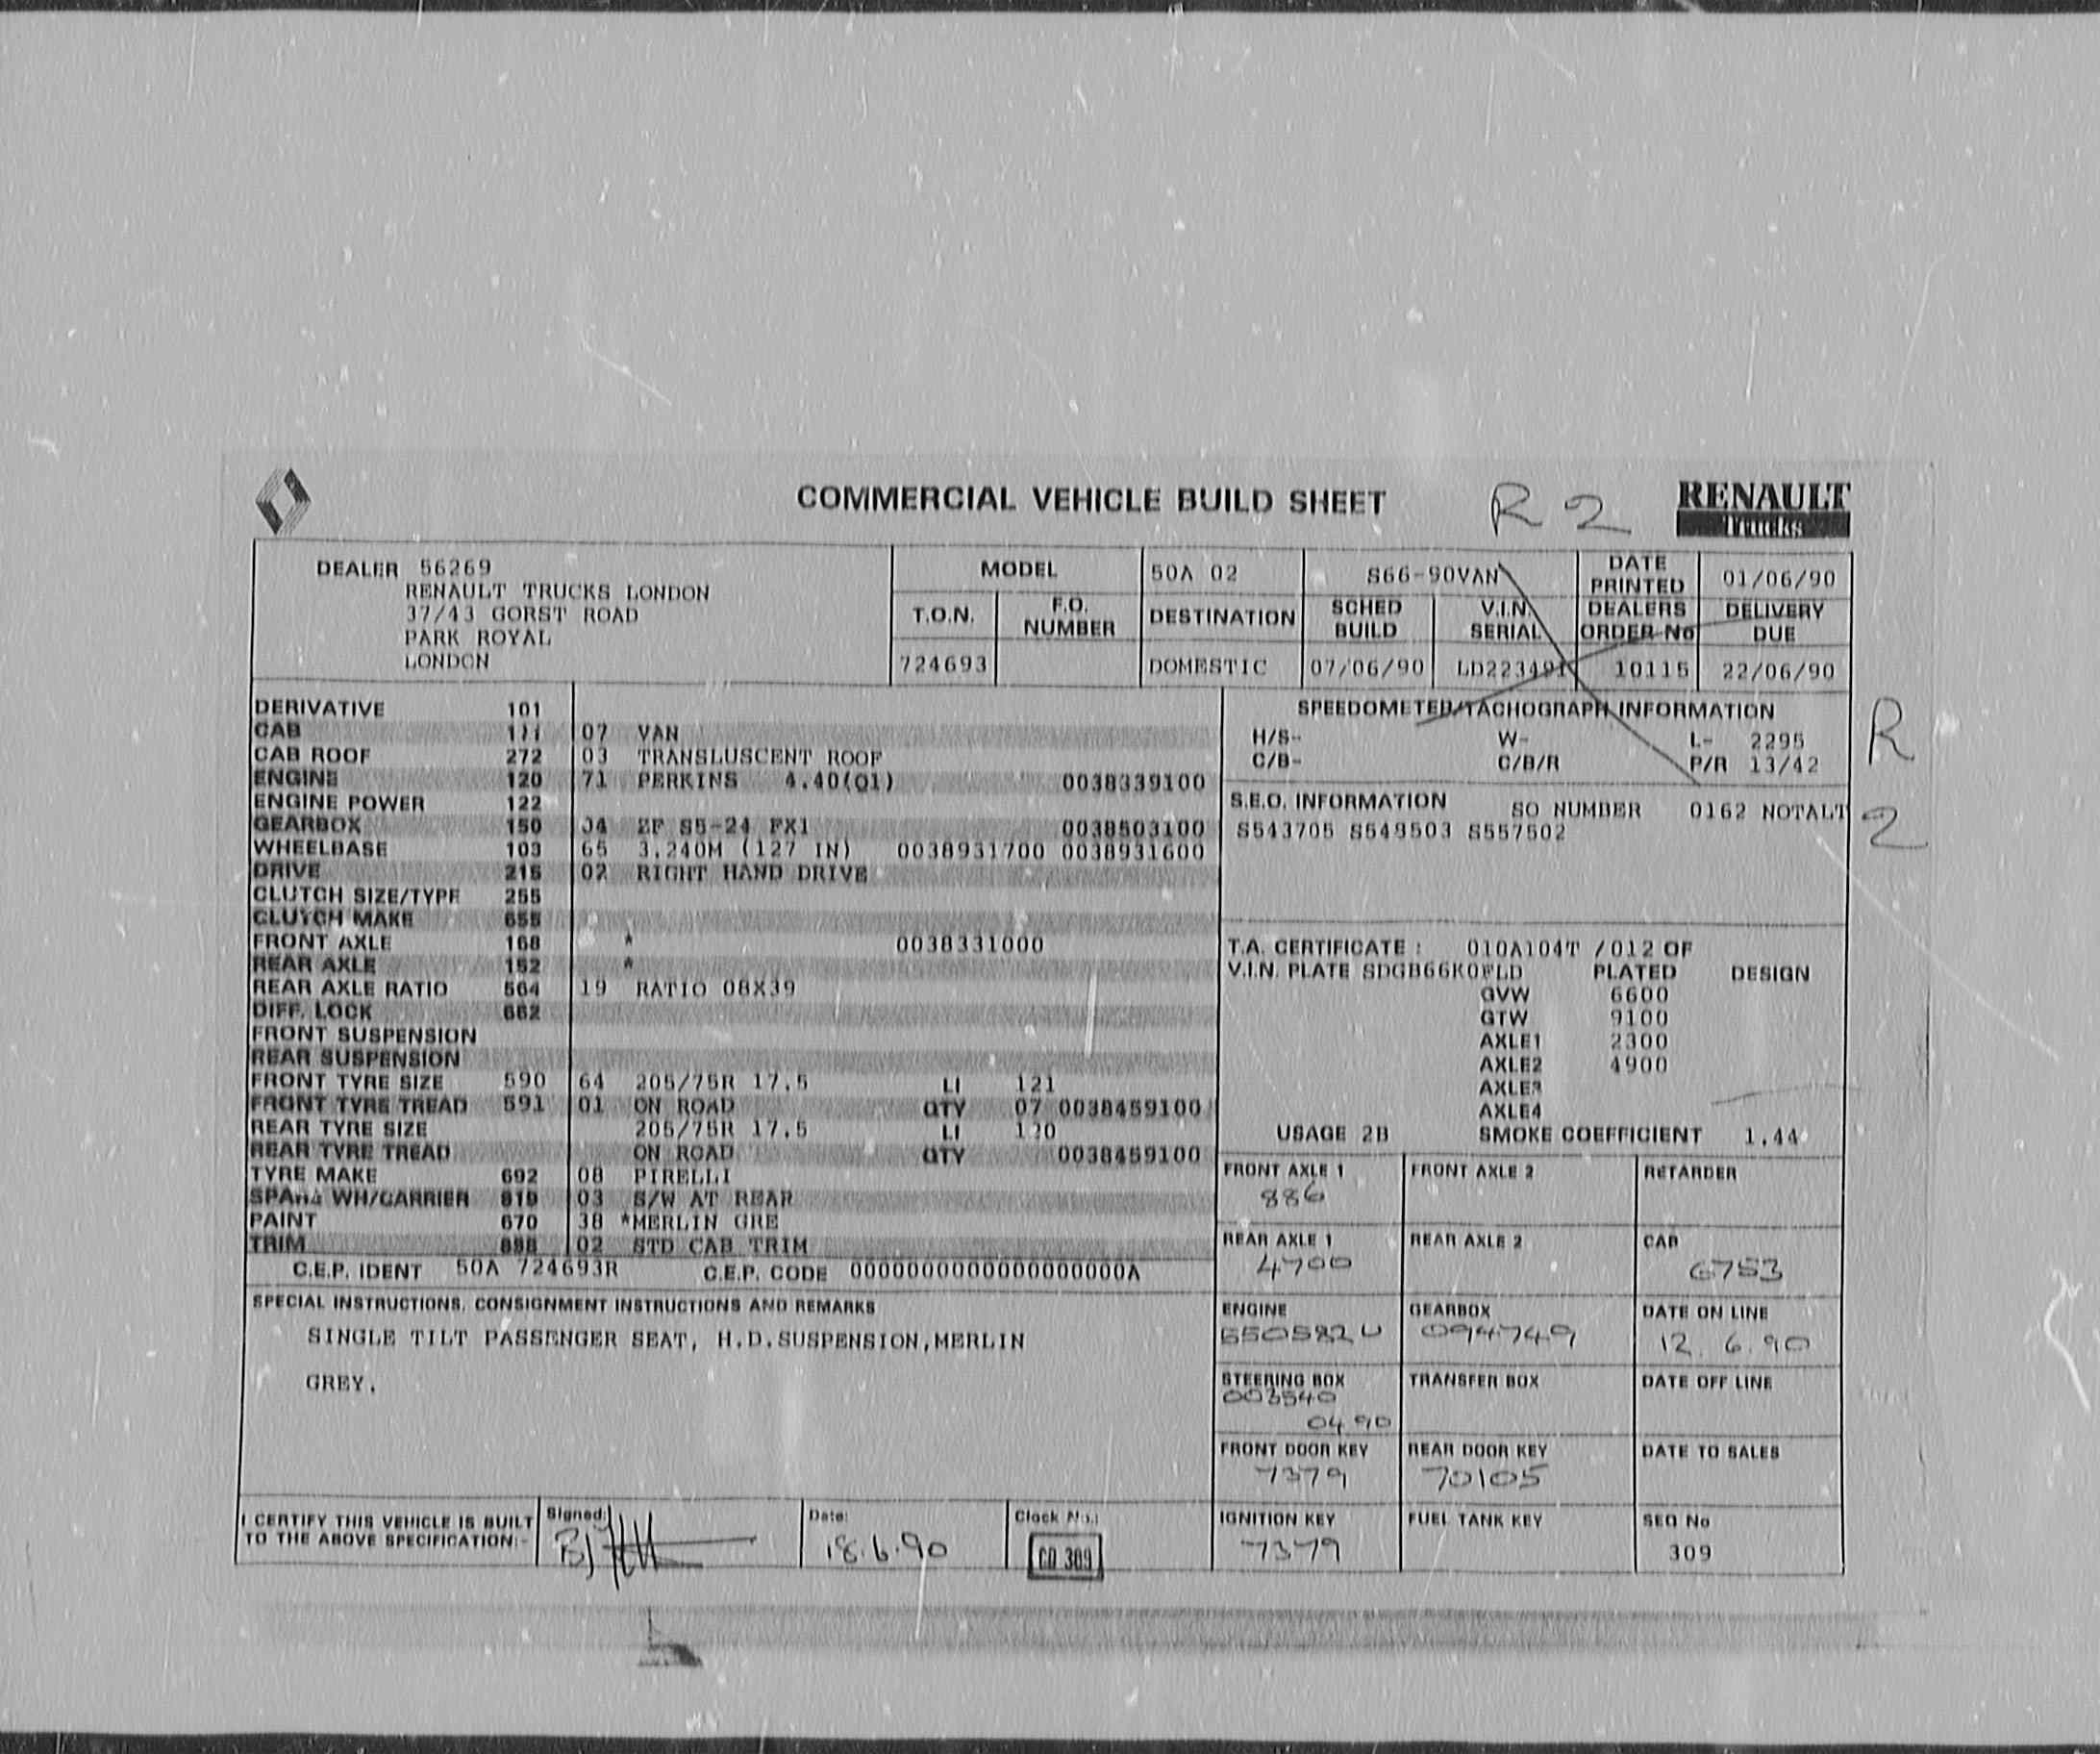 COMMERCIAL VEHICLE BUILD SHEET R 2 RENAULT
Trucks
DEALER 56269
RENAULT TRUCKS LONDON
37/43 GORST ROAD
PARK ROYAL
LONDON
MODEL 50A 02 S66-90VAN DATE PRINTED 01/06/90
T.O.N. F.O. NUMBER DESTINATION SCHED BUILD V.I.N. SERIAL DEALERS ORDER No DELIVERY DUE
724693 DOMESTIC 07/06/90 LD223491 10115 22/06/90
DERIVATIVE 101
CAB 111 07 VAN
CAB ROOF 272 03 TRANSLUSCENT ROOF
ENGINE 120 71 PERKINS 4.40(Q1) 0038339100
ENGINE POWER 122
GEARBOX 150 04 ZF S5-24 FX1 0038503100
WHEELBASE 103 65 3.240M (127 IN) 0038931700 0038931600
DRIVE 216 02 RIGHT HAND DRIVE
CLUTCH SIZE/TYPE 255
CLUTCH MAKE 655
FRONT AXLE 168 * 0038331000
REAR AXLE 152 *
REAR AXLE RATIO 564 19 RATIO 08X39
DIFF. LOCK 662
FRONT SUSPENSION
REAR SUSPENSION
FRONT TYRE SIZE 590 64 205/75R 17.5 LI 121
FRONT TYRE TREAD 591 01 ON ROAD QTY 07 0038459100
REAR TYRE SIZE 205/75R 17.5 LI 120
REAR TYRE TREAD ON ROAD QTY 0038459100
TYRE MAKE 692 08 PIRELLI
SPARE WH/CARRIER 619 03 S/W AT REAR
PAINT 670 38 *MERLIN GRE
TRIM 698 02 STD CAB TRIM
C.E.P. IDENT 50A 724693R C.E.P. CODE 0000000000000000000A
SPECIAL INSTRUCTIONS, CONSIGNMENT INSTRUCTIONS AND REMARKS
SINGLE TILT PASSENGER SEAT, H.D.SUSPENSION,MERLIN
GREY.
SPEEDOMETER/TACHOGRAPH INFORMATION
H/S- W- L- 2295
C/B- C/B/R P/R 13/42
R
2
S.E.O. INFORMATION SO NUMBER 0162 NOTALT
S543705 S549503 S557502
T.A. CERTIFICATE : 010A104T /012 OF
V.I.N. PLATE SDGB66K0FLD PLATED DESIGN
GVW 6600
GTW 9100
AXLE1 2300
AXLE2 4900
AXLE3
AXLE4
USAGE 2B SMOKE COEFFICIENT 1.44
FRONT AXLE 1 FRONT AXLE 2 RETARDER
886
REAR AXLE 1 REAR AXLE 2 CAB
4700 6753
ENGINE GEARBOX DATE ON LINE
550582U 094749 12. 6.90
STEERING BOX TRANSFER BOX DATE OFF LINE
003540
04 90
FRONT DOOR KEY REAR DOOR KEY DATE TO SALES
7379 70105
IGNITION KEY FUEL TANK KEY SEQ No
7379 309
I CERTIFY THIS VEHICLE IS BUILT
TO THE ABOVE SPECIFICATION:-
Signed: Date: 18.6.90 Clock No.: CD 309